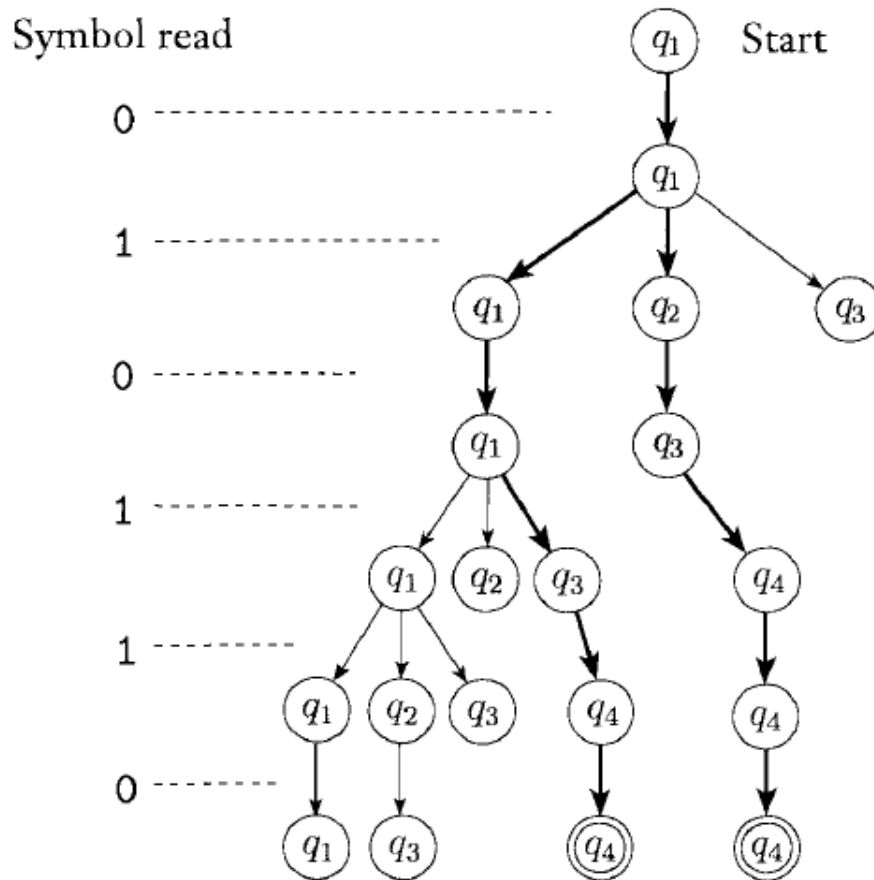 Symbol read q₁ Start
0
q₁
1
q₁ q₂ q₃
0
q₁ q₃
1
q₁ q₂ q₃ q₄
1
q₁ q₂ q₃ q₄ q₄
0
q₁ q₃ q₄ q₄